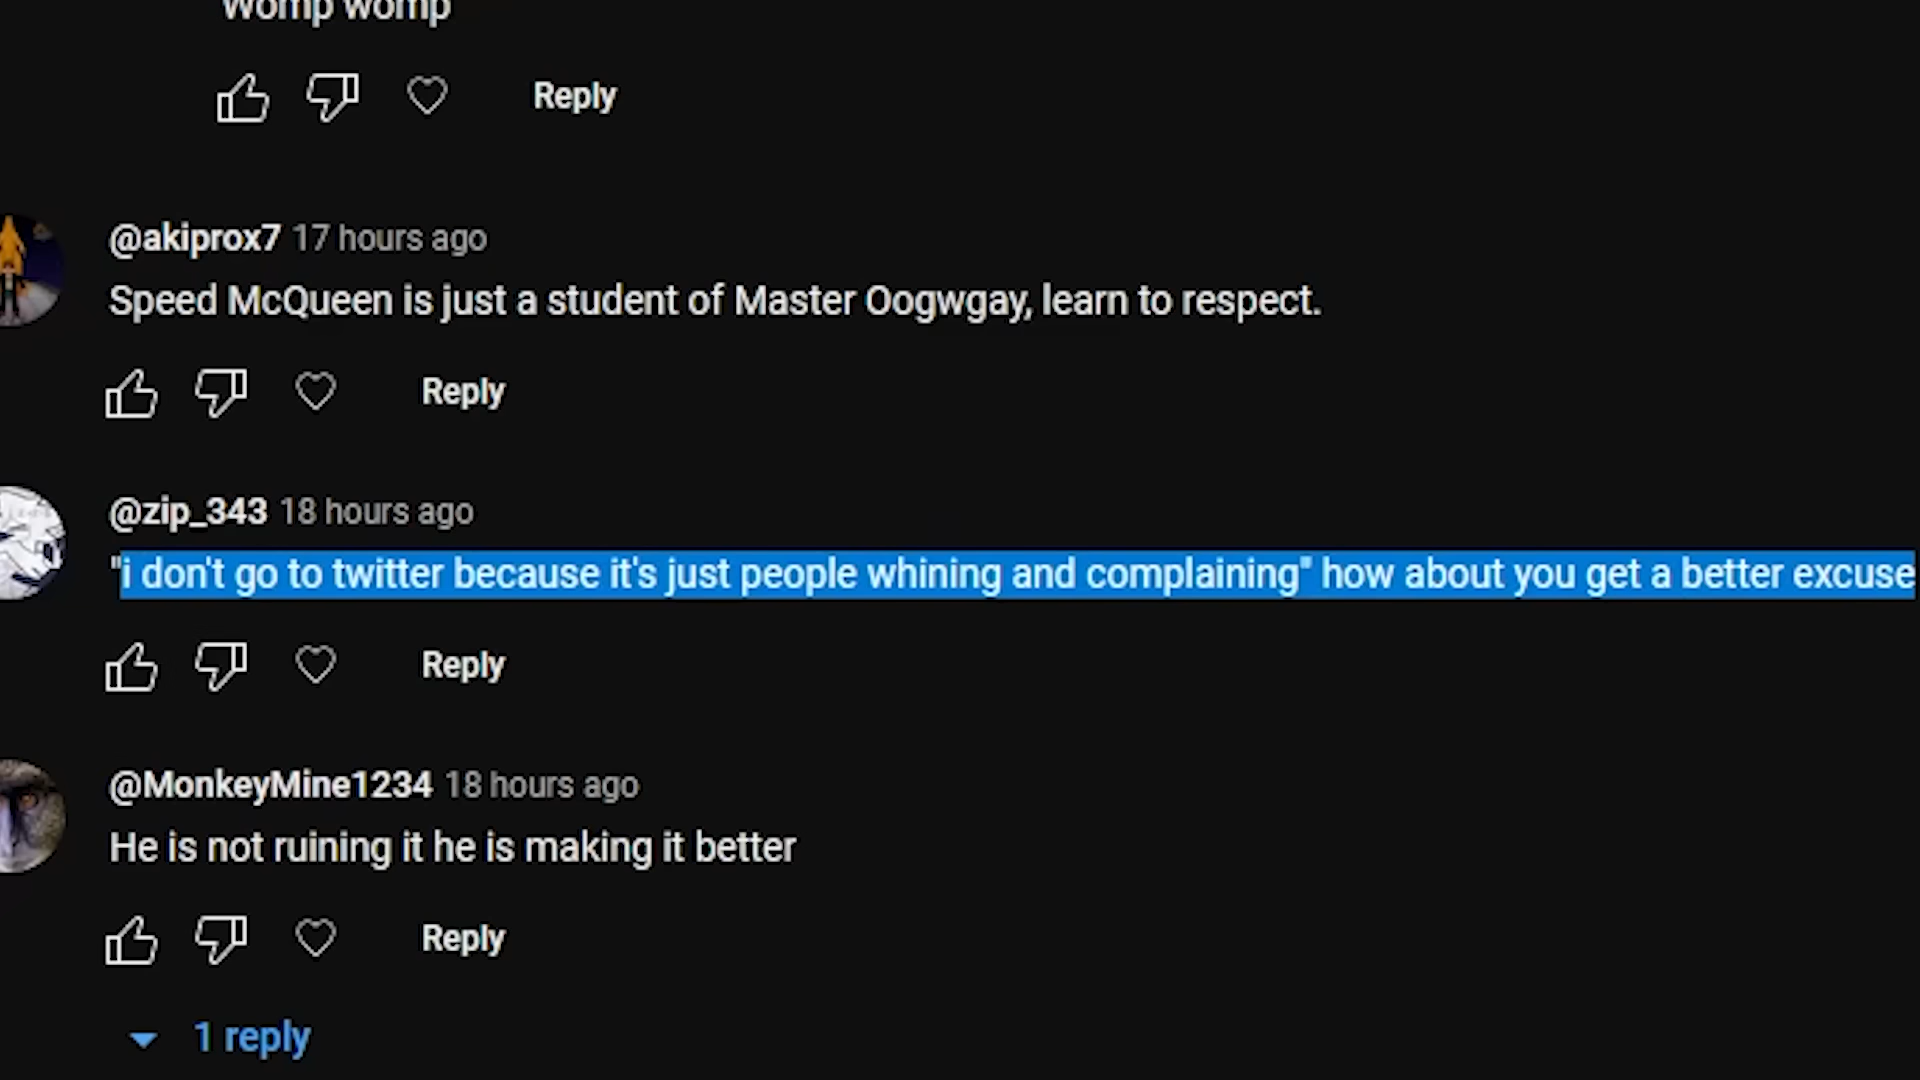 Womp womp
Reply
@akiprox7 17 hours ago
Speed McQueen is just a student of Master Oogwgay, learn to respect.
Reply
@zip_343 18 hours ago
"i don't go to twitter because it's just people whining and complaining" how about you get a better excuse
Reply
@MonkeyMine1234 18 hours ago
He is not ruining it he is making it better
Reply
1 reply